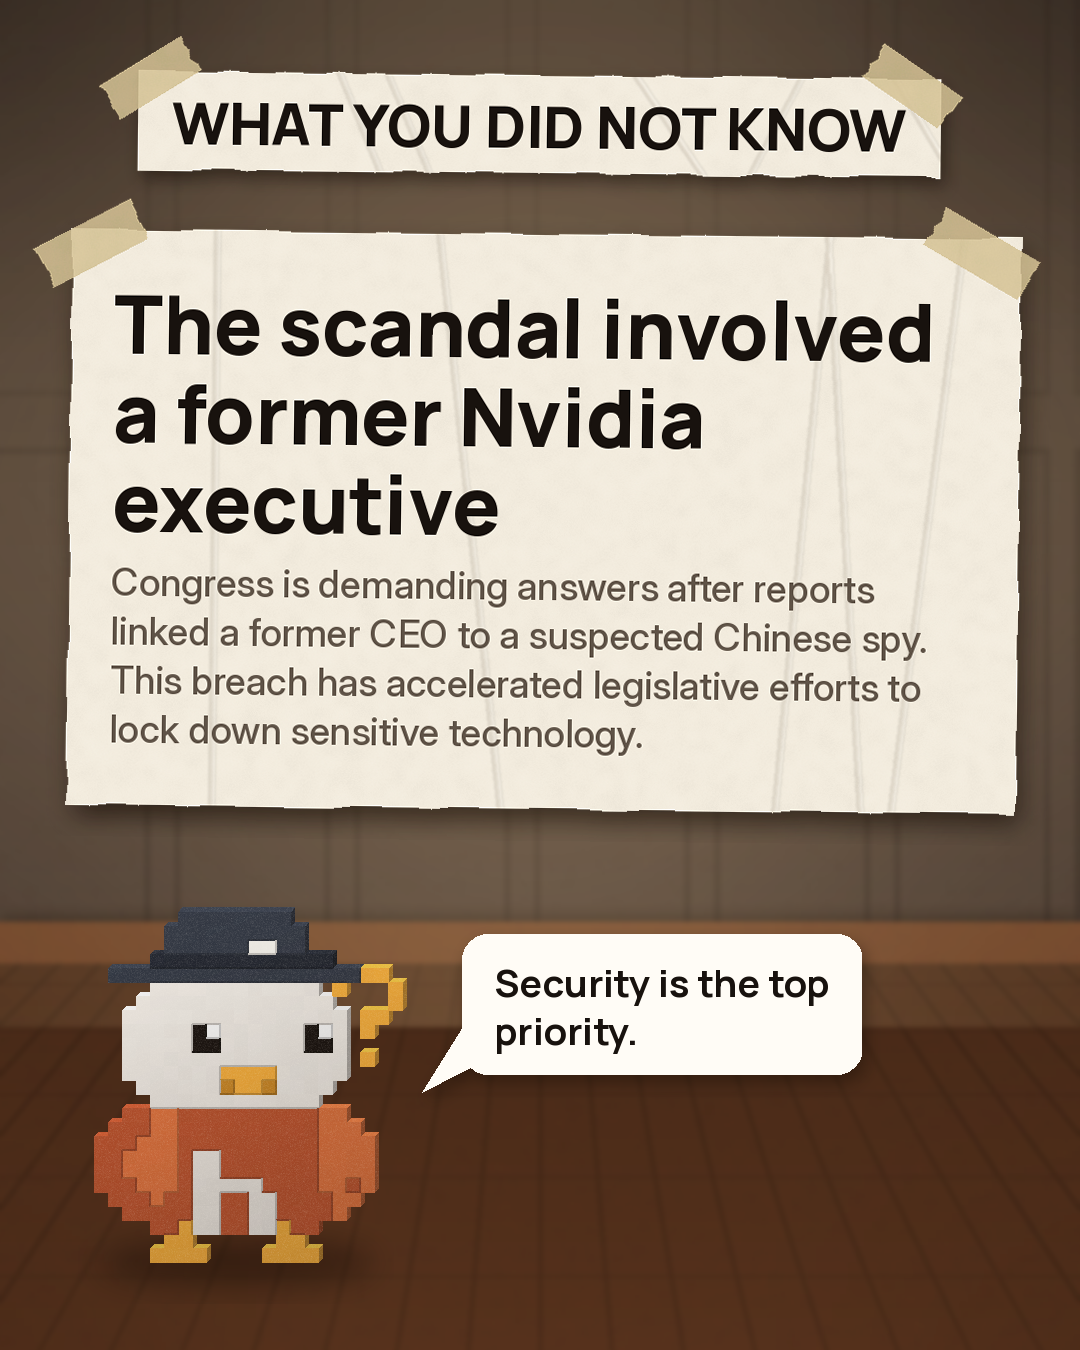 WHAT YOU DID NOT KNOW
The scandal involved
a former Nvidia
executive
Congress is demanding answers after reports
linked a former CEO to a suspected Chinese spy.
This breach has accelerated legislative efforts to
lock down sensitive technology.
?
Security is the top
priority.
h